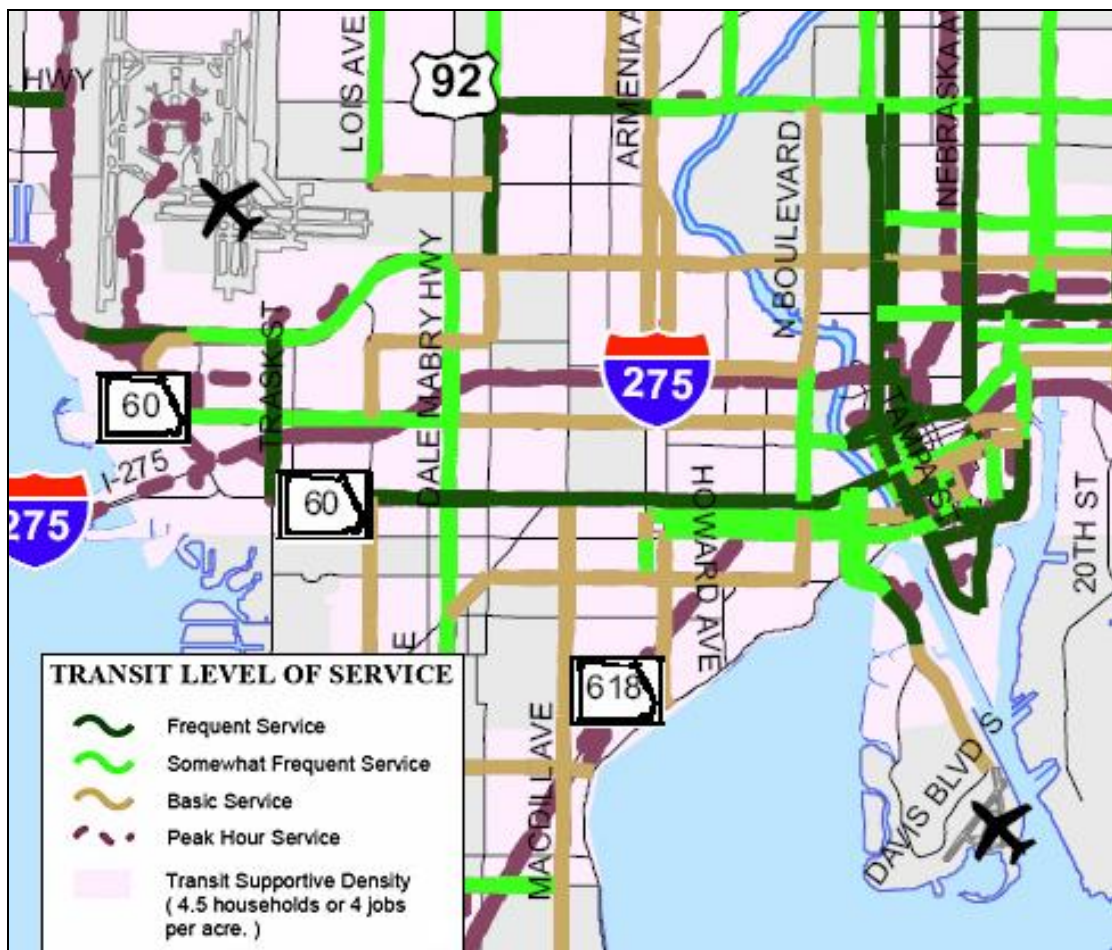 HWY
LOIS AVE
92
ARMENIA A
NEBRASKA AV
N BOULEVARD
TRASK ST
DALE MABRY HWY
275
60
TAMPA ST
I-275
60
275
HOWARD AVE
20TH ST
E
618
MACDILL AVE
DAVIS BLVD S
TRANSIT LEVEL OF SERVICE
Frequent Service
Somewhat Frequent Service
Basic Service
Peak Hour Service
Transit Supportive Density
( 4.5 households or 4 jobs
per acre. )